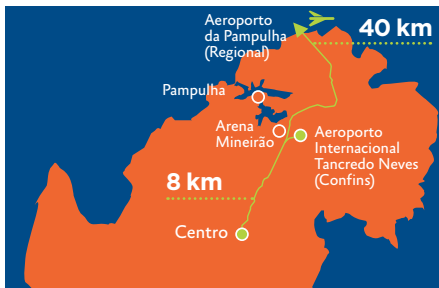 Aeroporto
da Pampulha
(Regional)
40 km
Pampulha
Arena
Mineirão
Aeroporto
Internacional
Tancredo Neves
(Confins)
8 km
Centro